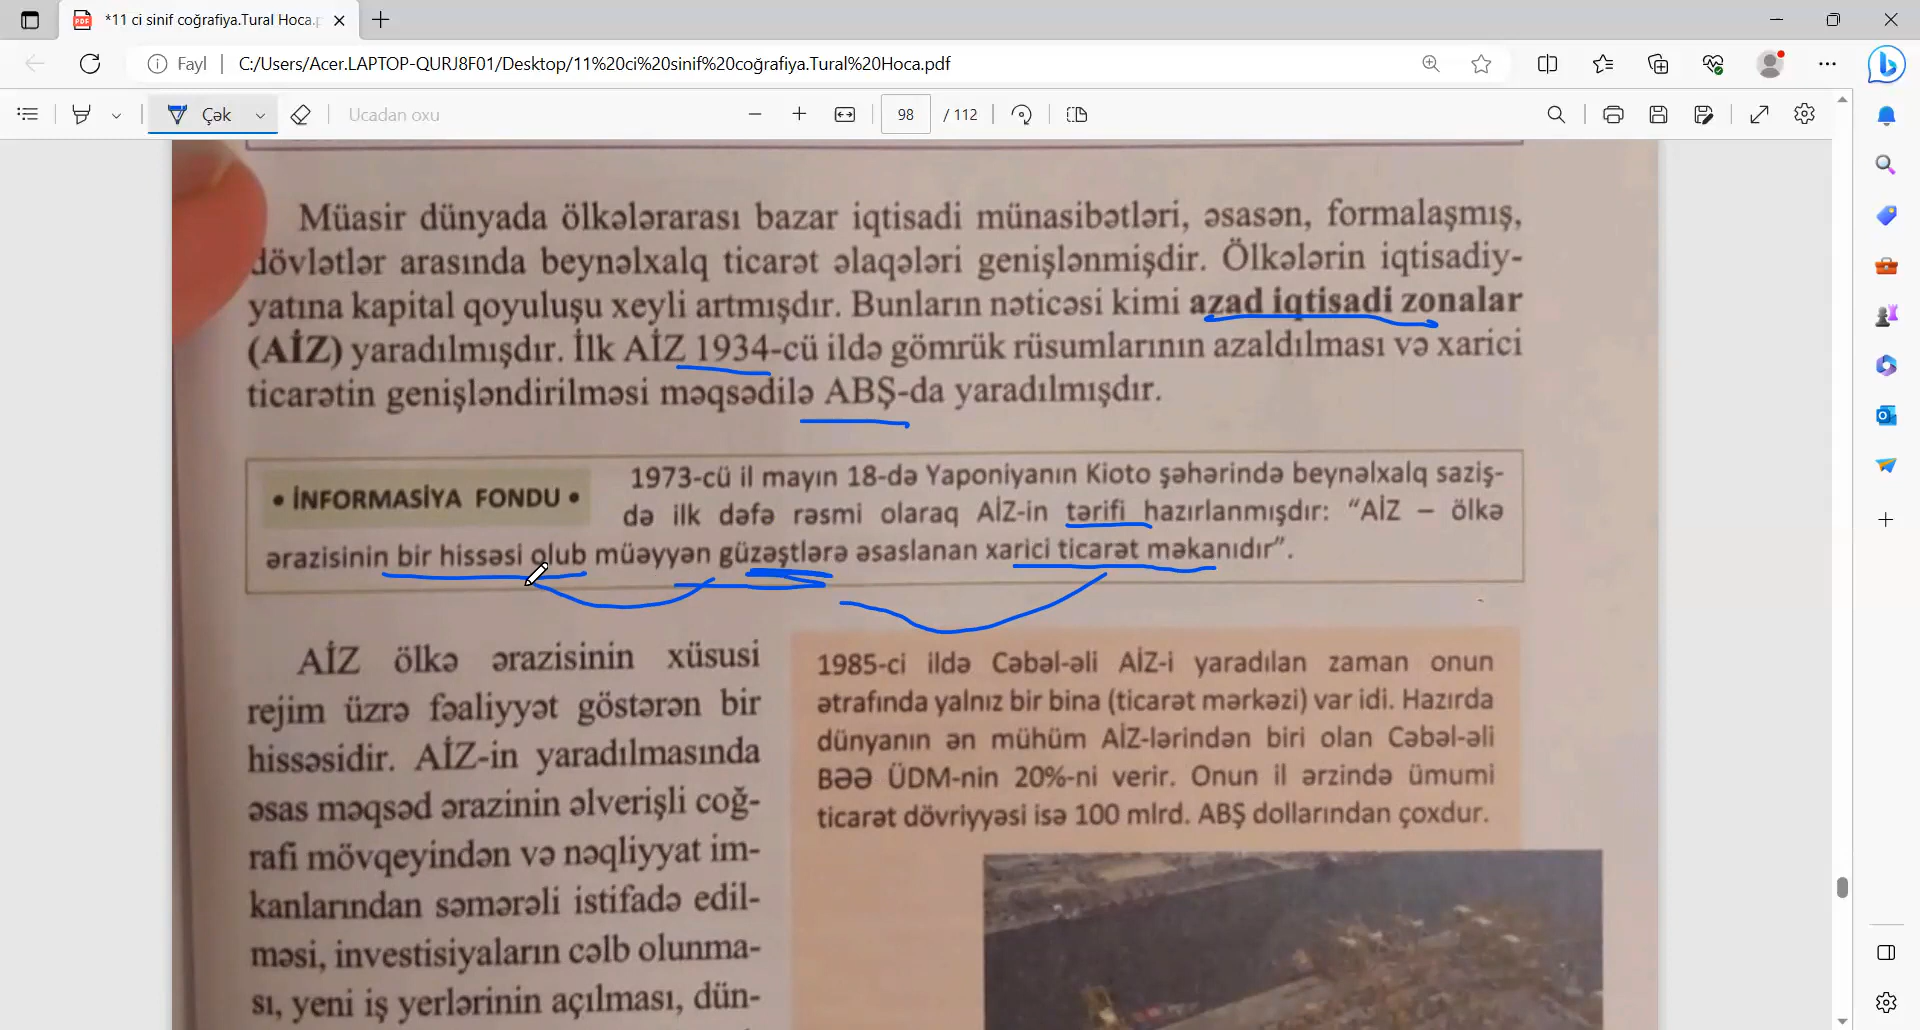 *11 ci sinif coğrafiya.Tural Hoca.p
Fayl
C:/Users/Acer.LAPTOP-QURJ8F01/Desktop/11%20ci%20sinif%20coğrafiya.Tural%20Hoca.pdf
Çək
Ucadan oxu
98 / 112
Müasir dünyada ölkələrarası bazar iqtisadi münasibətləri, əsasən, formalaşmış,
dövlətlər arasında beynəlxalq ticarət əlaqələri genişlənmişdir. Ölkələrin iqtisadiy-
yatına kapital qoyuluşu xeyli artmışdır. Bunların nəticəsi kimi azad iqtisadi zonalar
(AİZ) yaradılmışdır. İlk AİZ 1934-cü ildə gömrük rüsumlarının azaldılması və xarici
ticarətin genişləndirilməsi məqsədilə ABŞ-da yaradılmışdır.
• İNFORMASİYA FONDU •
1973-cü il mayın 18-də Yaponiyanın Kioto şəhərində beynəlxalq saziş-
də ilk dəfə rəsmi olaraq AİZ-in tərifi hazırlanmışdır: “AİZ – ölkə
ərazisinin bir hissəsi olub müəyyən güzəştlərə əsaslanan xarici ticarət məkanıdır”.
AİZ ölkə ərazisinin xüsusi
rejim üzrə fəaliyyət göstərən bir
hissəsidir. AİZ-in yaradılmasında
əsas məqsəd ərazinin əlverişli coğ-
rafi mövqeyindən və nəqliyyat im-
kanlarından səmərəli istifadə edil-
məsi, investisiyaların cəlb olunma-
sı, yeni iş yerlərinin açılması, dün-
1985-ci ildə Cəbəl-əli AİZ-i yaradılan zaman onun
ətrafında yalnız bir bina (ticarət mərkəzi) var idi. Hazırda
dünyanın ən mühüm AİZ-lərindən biri olan Cəbəl-əli
BƏƏ ÜDM-nin 20%-ni verir. Onun il ərzində ümumi
ticarət dövriyyəsi isə 100 mlrd. ABŞ dollarından çoxdur.